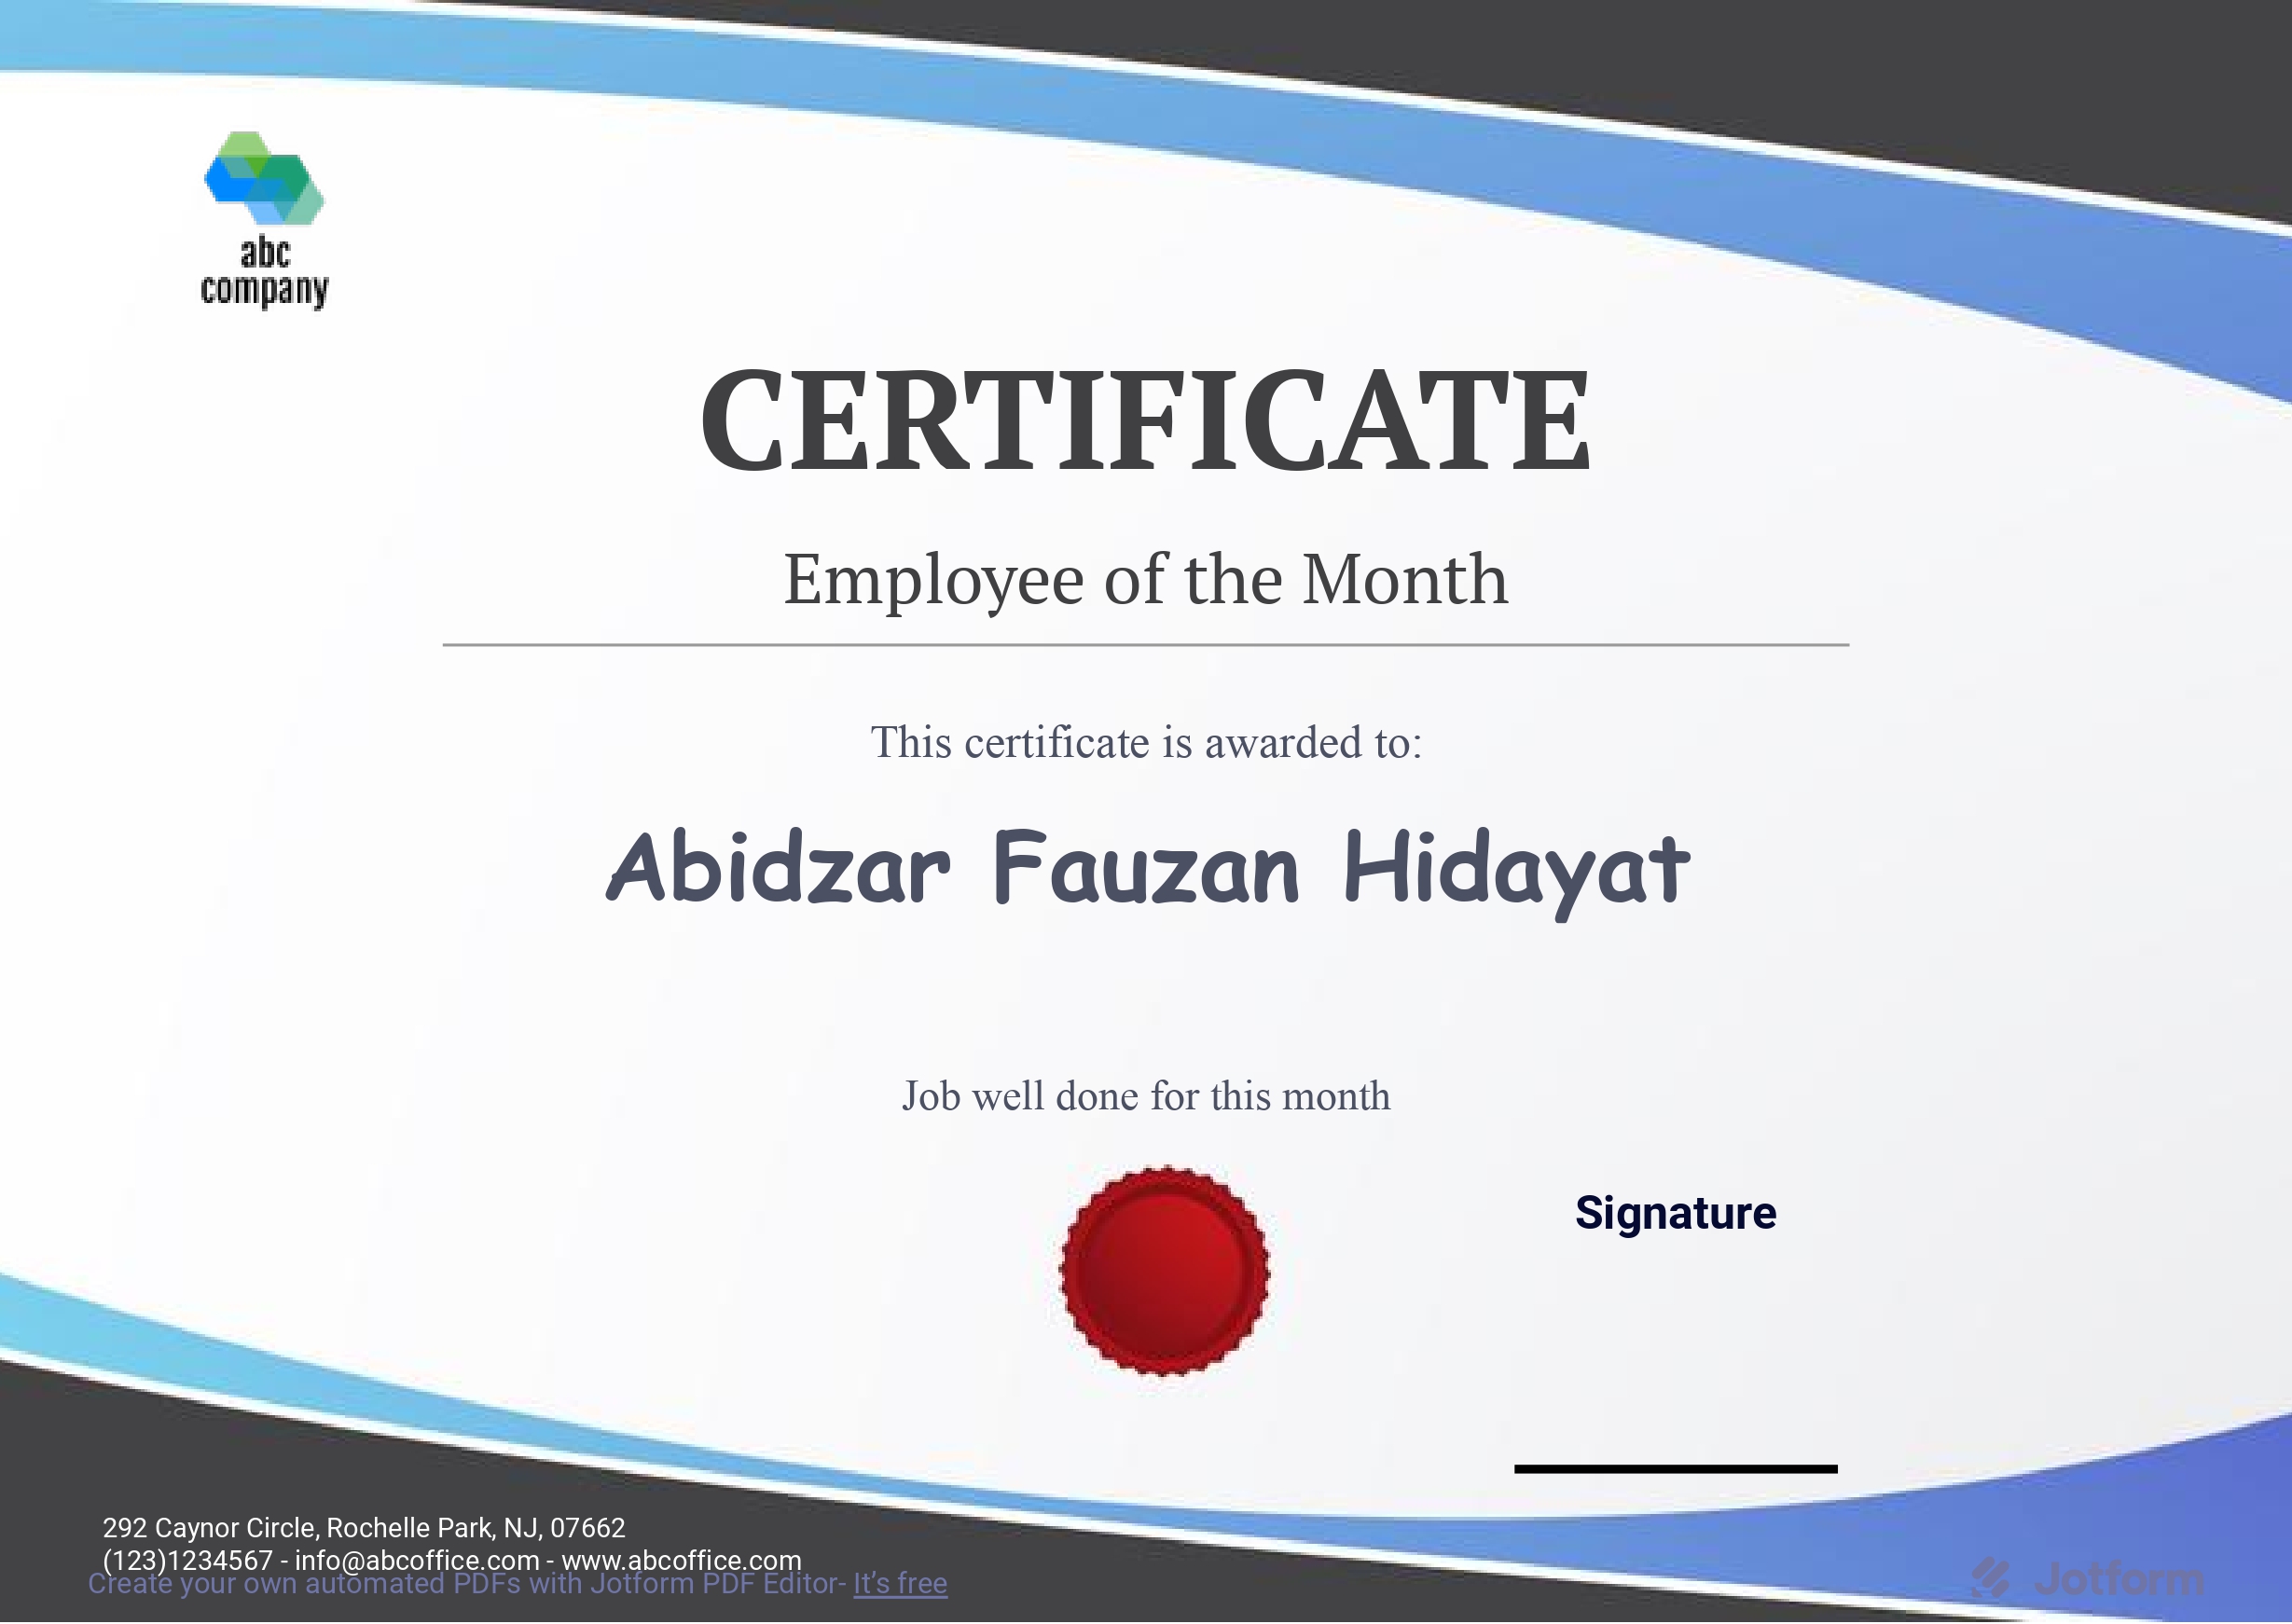 abc
company
CERTIFICATE
Employee of the Month
This certificate is awarded to:
Abidzar Fauzan Hidayat
Job well done for this month
Signature
292 Caynor Circle, Rochelle Park, NJ, 07662
(123)1234567 - info@abcoffice.com - www.abcoffice.com
Create your own automated PDFs with Jotform PDF Editor- It’s free
Jotform